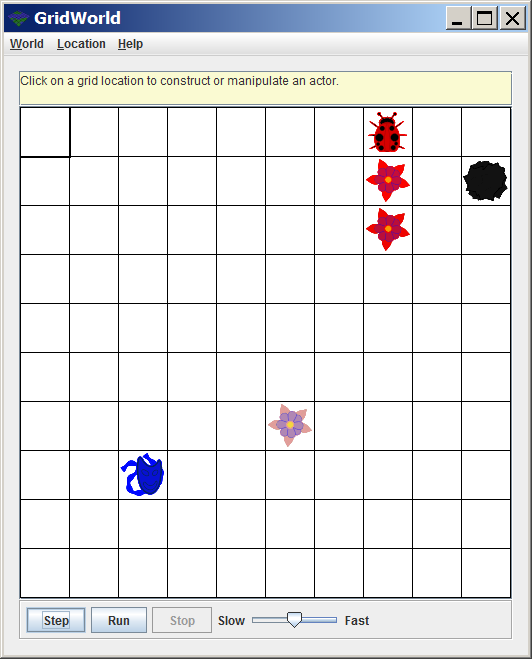 GridWorld
World Location Help
Click on a grid location to construct or manipulate an actor.
Step Run Stop Slow Fast